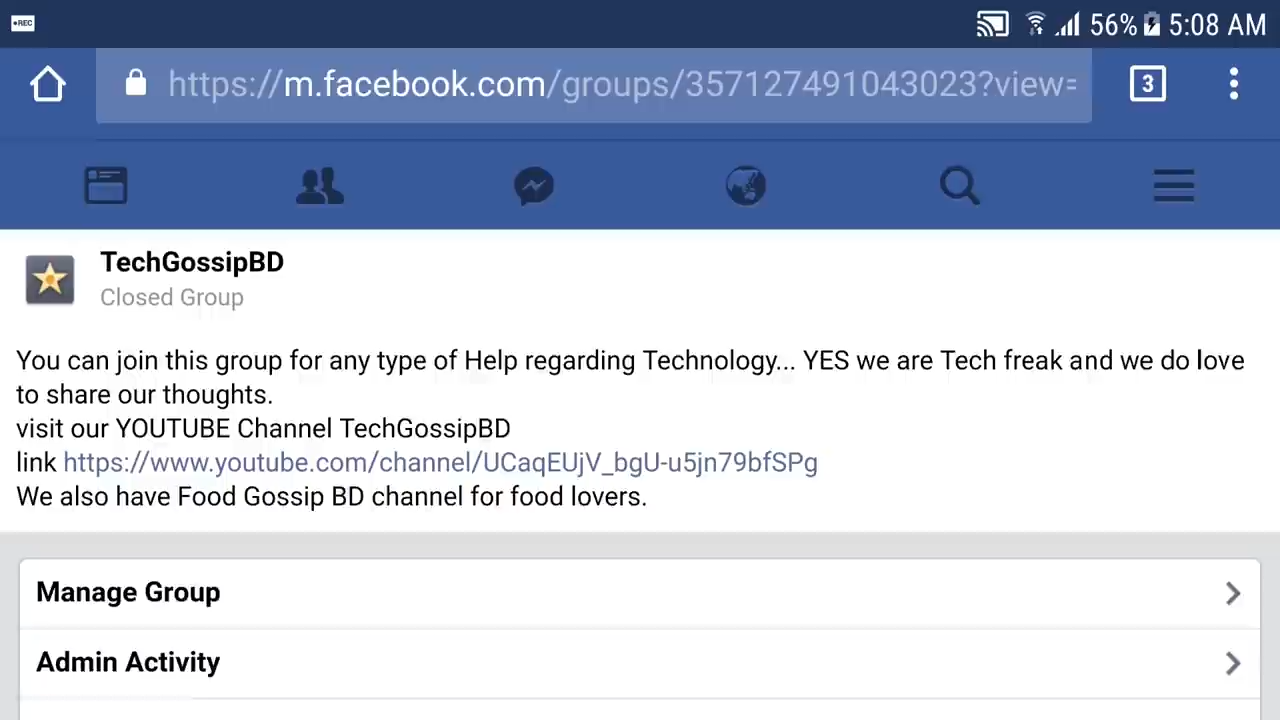 •REC 56% 5:08 AM
https://m.facebook.com/groups/357127491043023?view= 3
TechGossipBD
Closed Group
You can join this group for any type of Help regarding Technology... YES we are Tech freak and we do love
to share our thoughts.
visit our YOUTUBE Channel TechGossipBD
link https://www.youtube.com/channel/UCaqEUjV_bgU-u5jn79bfSPg
We also have Food Gossip BD channel for food lovers.
Manage Group
Admin Activity